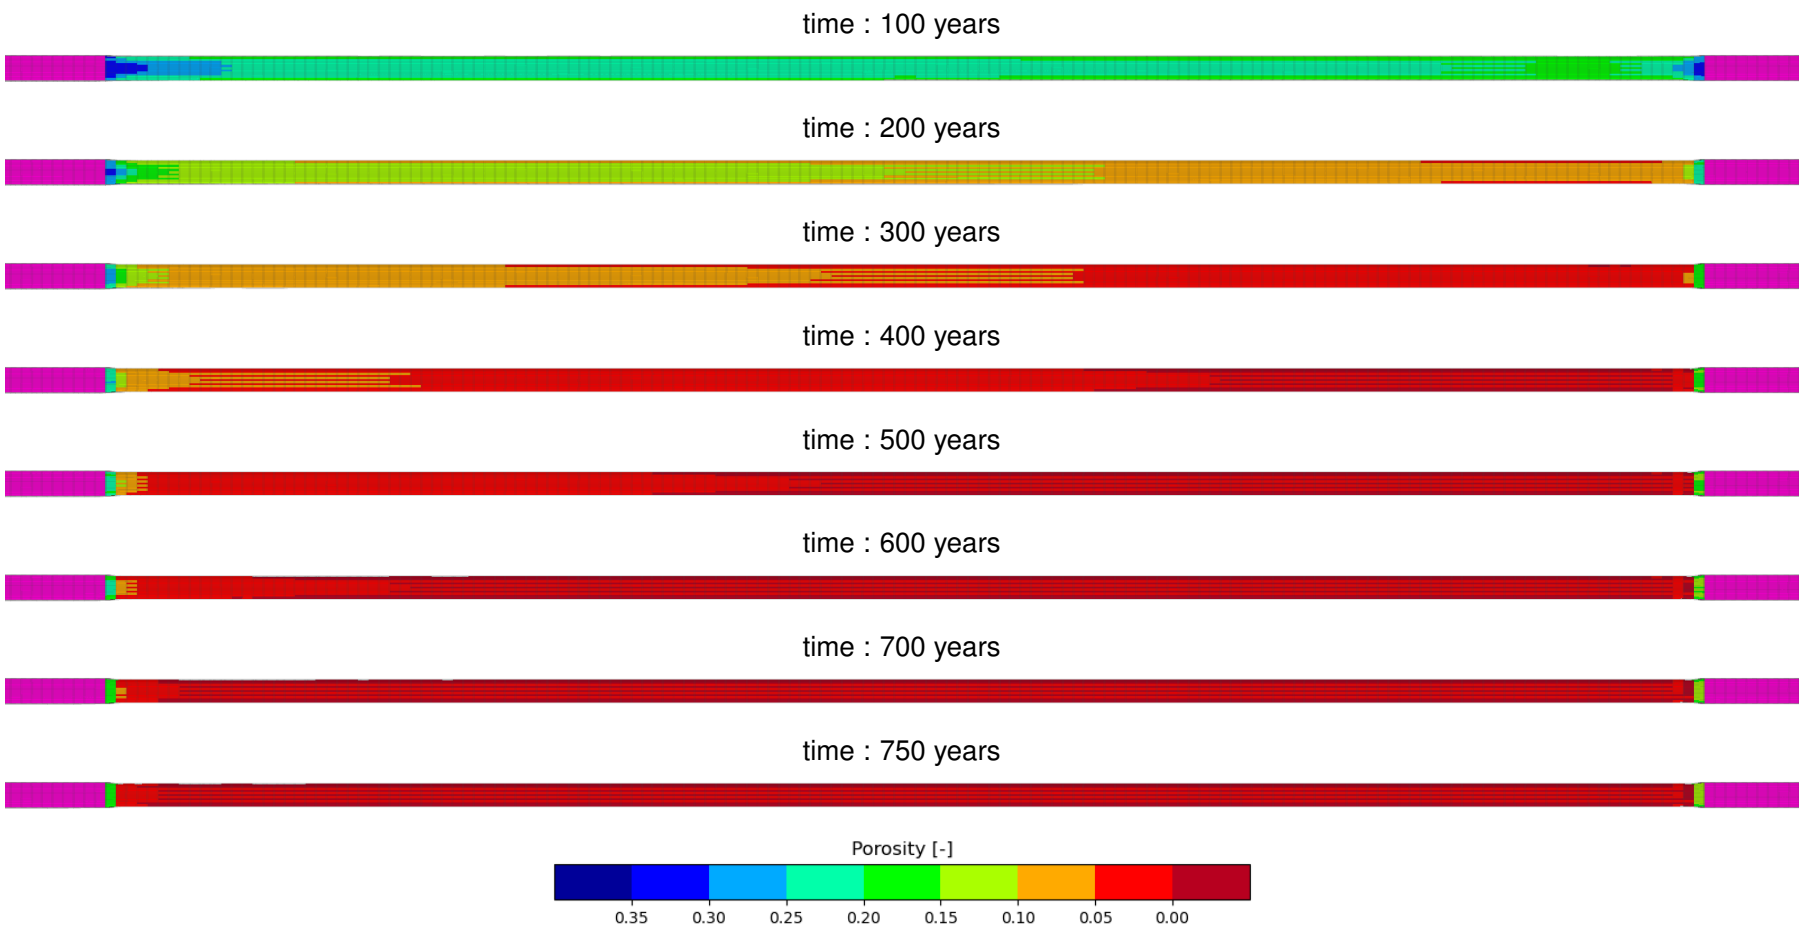 time : 100 years
time : 200 years
time : 300 years
time : 400 years
time : 500 years
time : 600 years
time : 700 years
time : 750 years
Porosity [-]
0.35 0.30 0.25 0.20 0.15 0.10 0.05 0.00